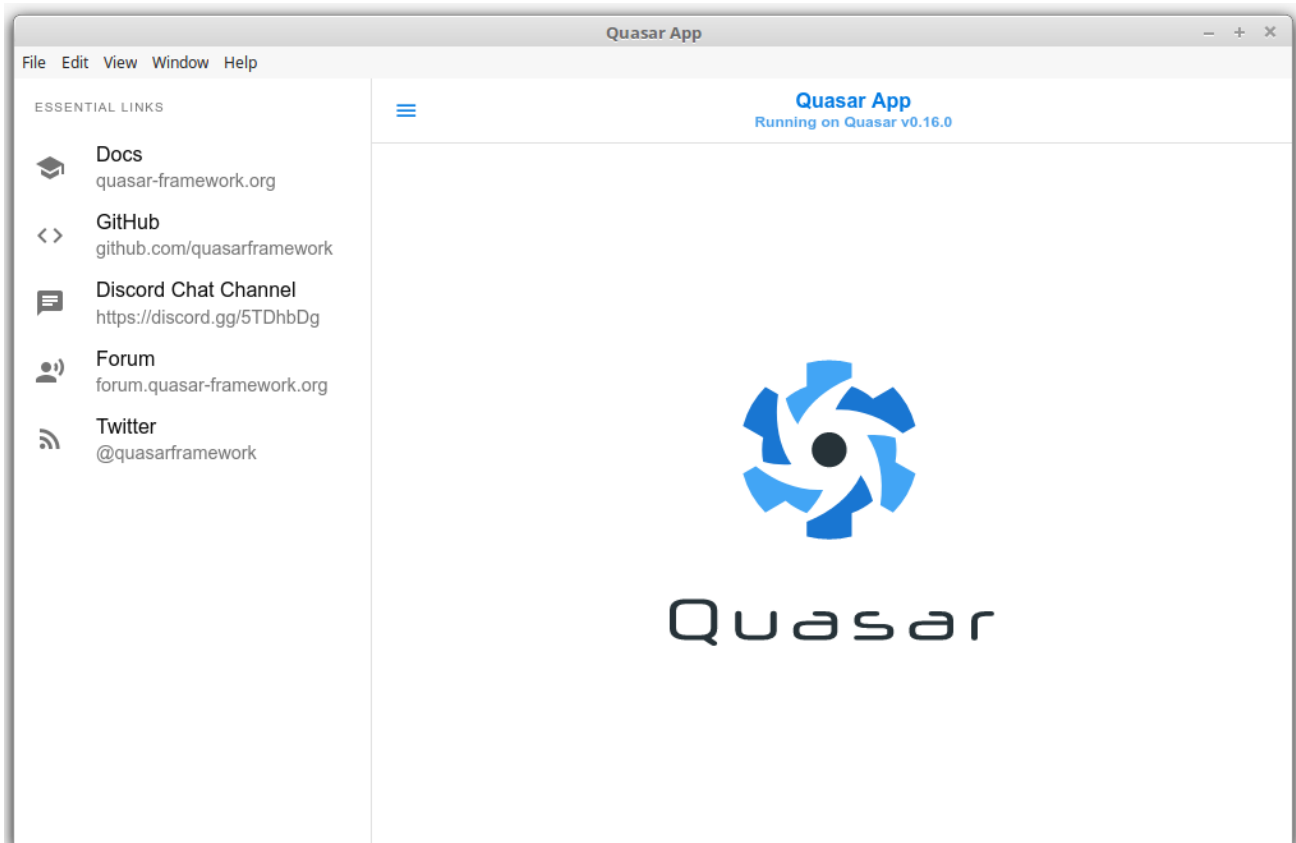 Quasar App
File Edit View Window Help
ESSENTIAL LINKS
Docs
quasar-framework.org
GitHub
github.com/quasarframework
Discord Chat Channel
https://discord.gg/5TDhbDg
Forum
forum.quasar-framework.org
Twitter
@quasarframework
Quasar App
Running on Quasar v0.16.0
Quasar